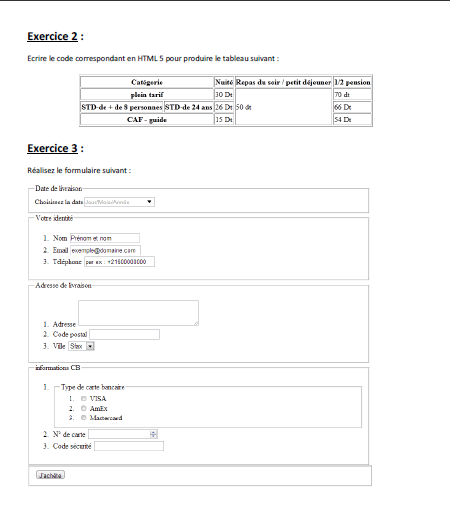 Exercice 2 :
Ecrire le code correspondant en HTML 5 pour produire le tableau suivant :
Catégorie Nuité Repas du soir / petit déjeuner 1/2 pension
plein tarif 30 Dt 70 dt
STD-de + de 8 personnes STD-de 24 ans 26 Dt 50 dt 66 Dt
CAF - guide 15 Dt 54 Dt
Exercice 3 :
Réalisez le formulaire suivant :
Date de livraison
Choisissez la date Jour/Mois/Année
Votre identité
1. Nom Prénom et nom
2. Email exemple@domaine.com
3. Téléphone par ex : +21600000000
Adresse de livraison
1. Adresse
2. Code postal
3. Ville Sfax
informations CB
1. Type de carte bancaire
1. VISA
2. AmEx
3. Mastercard
2. N° de carte
3. Code sécurité
J'achète